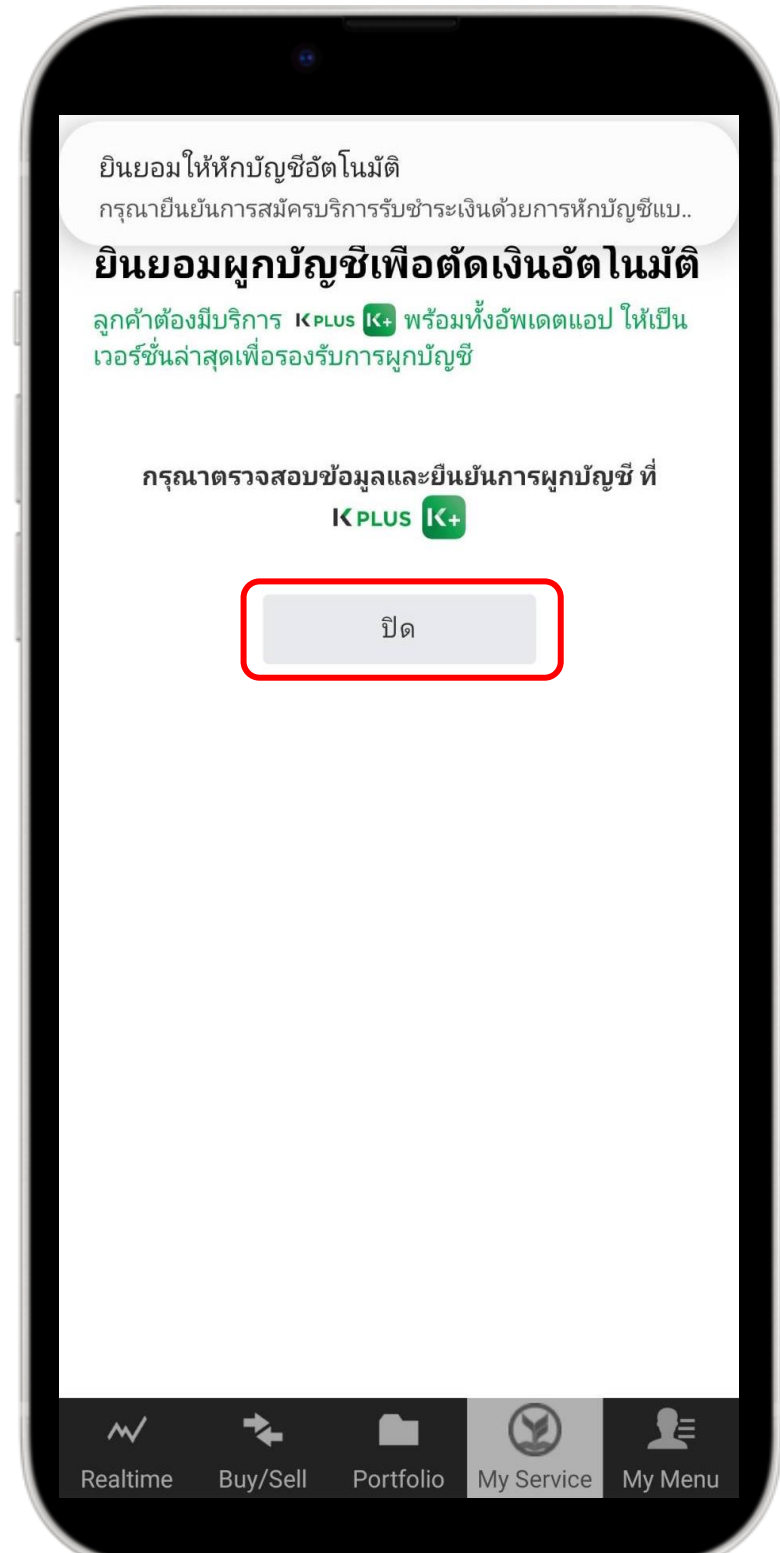 ยินยอมให้หักบัญชีอัตโนมัติ
กรุณายืนยันการสมัครบริการรับชำระเงินด้วยการหักบัญชีแบ..
ยินยอมผูกบัญชีเพื่อตัดเงินอัตโนมัติ
ลูกค้าต้องมีบริการ K PLUS K+ พร้อมทั้งอัพเดตแอป ให้เป็น
เวอร์ชั่นล่าสุดเพื่อรองรับการผูกบัญชี
กรุณาตรวจสอบข้อมูลและยืนยันการผูกบัญชี ที่
K PLUS K+
ปิด
Realtime Buy/Sell Portfolio My Service My Menu